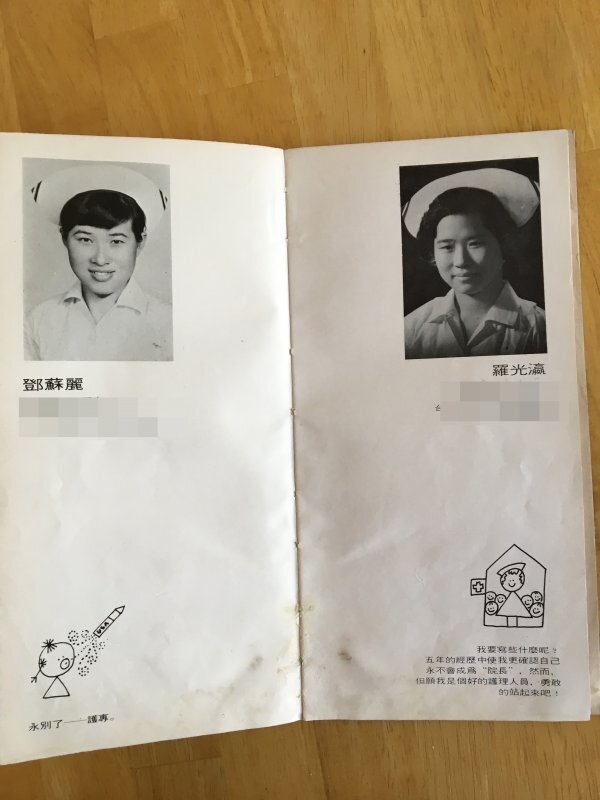 鄧蘇麗
USA
永別了——護專。
羅光瀛
台
我要寫些什麼呢?
五年的經歷中使我更確認自己
永不會成爲“院長”，然而，
但願我是個好的護理人員．勇敢
的站起來吧！